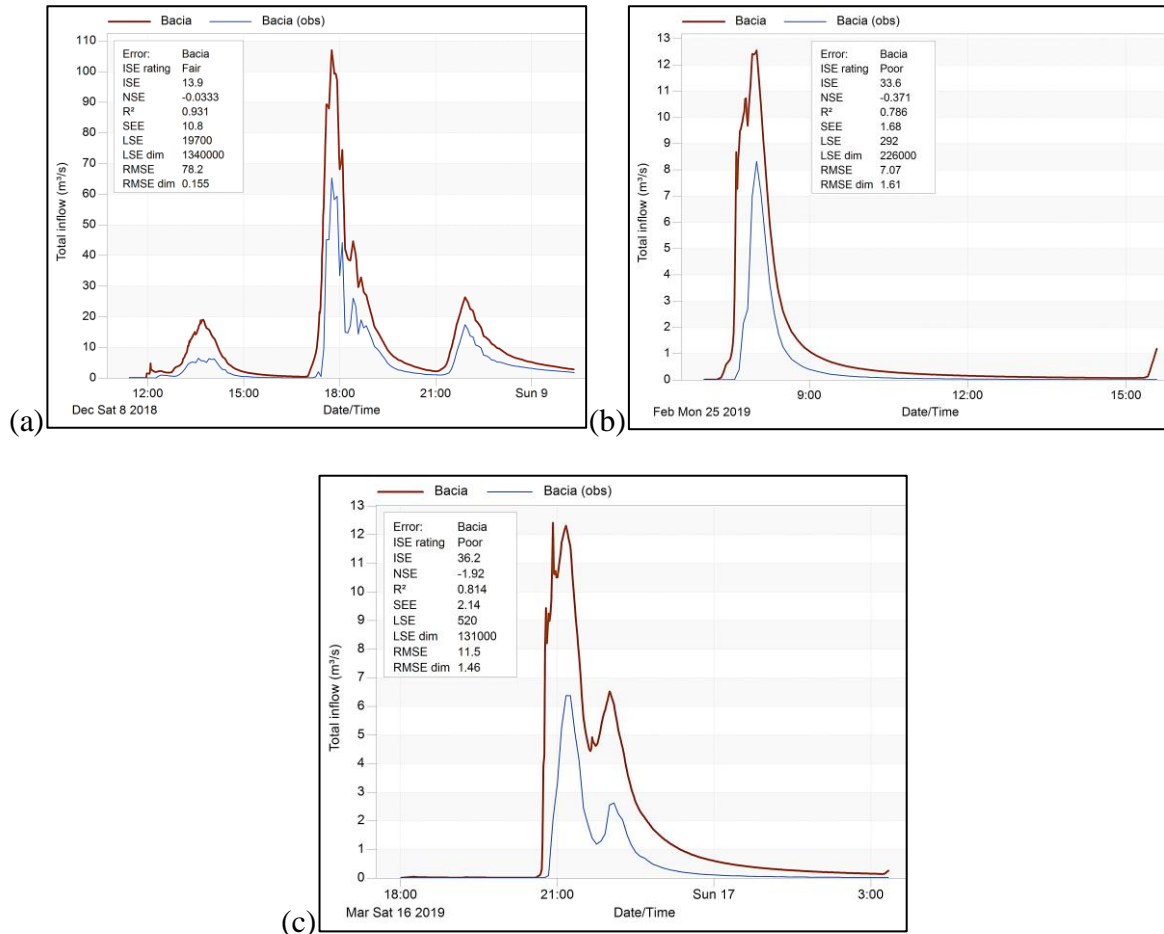 Bacia Bacia (obs)
Error: Bacia
ISE rating Fair
ISE 13.9
NSE -0.0333
R² 0.931
SEE 10.8
LSE 19700
LSE dim 1340000
RMSE 78.2
RMSE dim 0.155
Total inflow (m³/s)
110
100
90
80
70
60
50
40
30
20
10
0
12:00 15:00 18:00 21:00 Sun 9
Dec Sat 8 2018 Date/Time
(a)
Bacia Bacia (obs)
Error: Bacia
ISE rating Poor
ISE 33.6
NSE -0.371
R² 0.786
SEE 1.68
LSE 292
LSE dim 226000
RMSE 7.07
RMSE dim 1.61
Total inflow (m³/s)
13
12
11
10
9
8
7
6
5
4
3
2
1
0
9:00 12:00 15:00
Feb Mon 25 2019 Date/Time
(b)
Bacia Bacia (obs)
Error: Bacia
ISE rating Poor
ISE 36.2
NSE -1.92
R² 0.814
SEE 2.14
LSE 520
LSE dim 131000
RMSE 11.5
RMSE dim 1.46
Total inflow (m³/s)
13
12
11
10
9
8
7
6
5
4
3
2
1
0
18:00 21:00 Sun 17 3:00
Mar Sat 16 2019 Date/Time
(c)